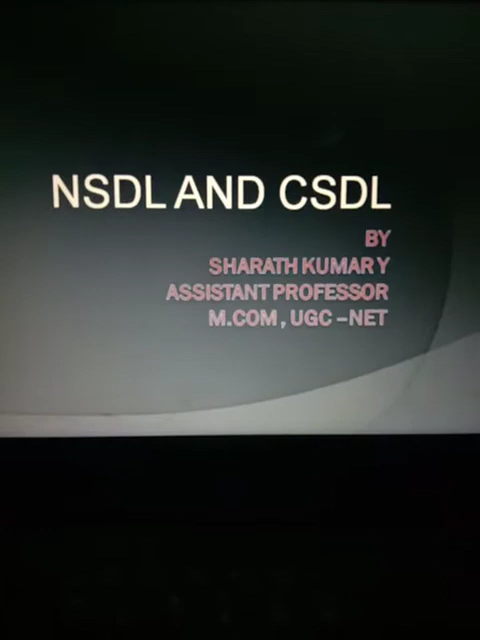 NSDL AND CSDL
BY
SHARATH KUMAR Y
ASSISTANT PROFESSOR
M.COM , UGC –NET